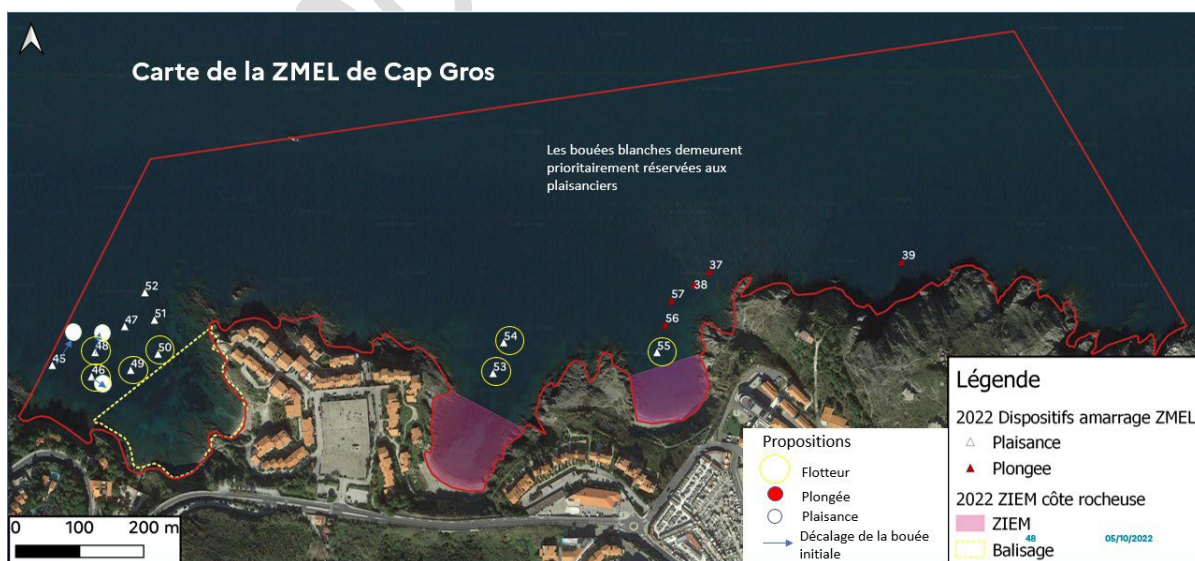 Carte de la ZMEL de Cap Gros
Les bouées blanches demeurent
prioritairement réservées aux
plaisanciers
37
38
39
57
56
55
52
51
47
50
48
49
45
46
54
53
0 100 200 m
Propositions
Flotteur
Plongée
Plaisance
Décalage de la bouée
initiale
Légende
2022 Dispositifs amarrage ZMEL
Plaisance
Plongee
2022 ZIEM côte rocheuse
ZIEM
48 05/10/2022
Balisage